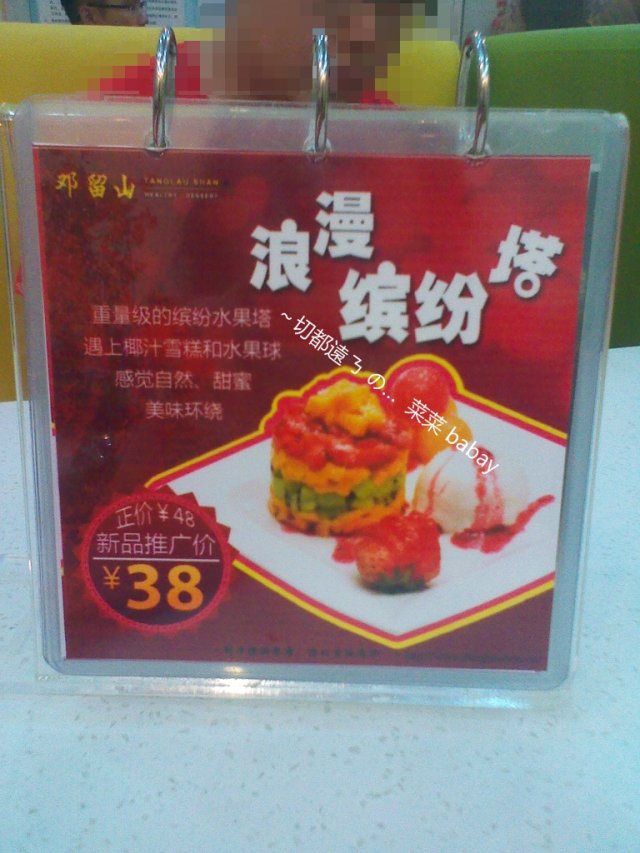 邓留山 TANGLAU SHAN
HEALTHY DESSERT
浪漫
缤纷
塔
重量级的缤纷水果塔
遇上椰汁雪糕和水果球
感觉自然、甜蜜
美味环绕
~切都遠ㄋの... 菜菜 babay
正价￥48
新品推广价
￥38